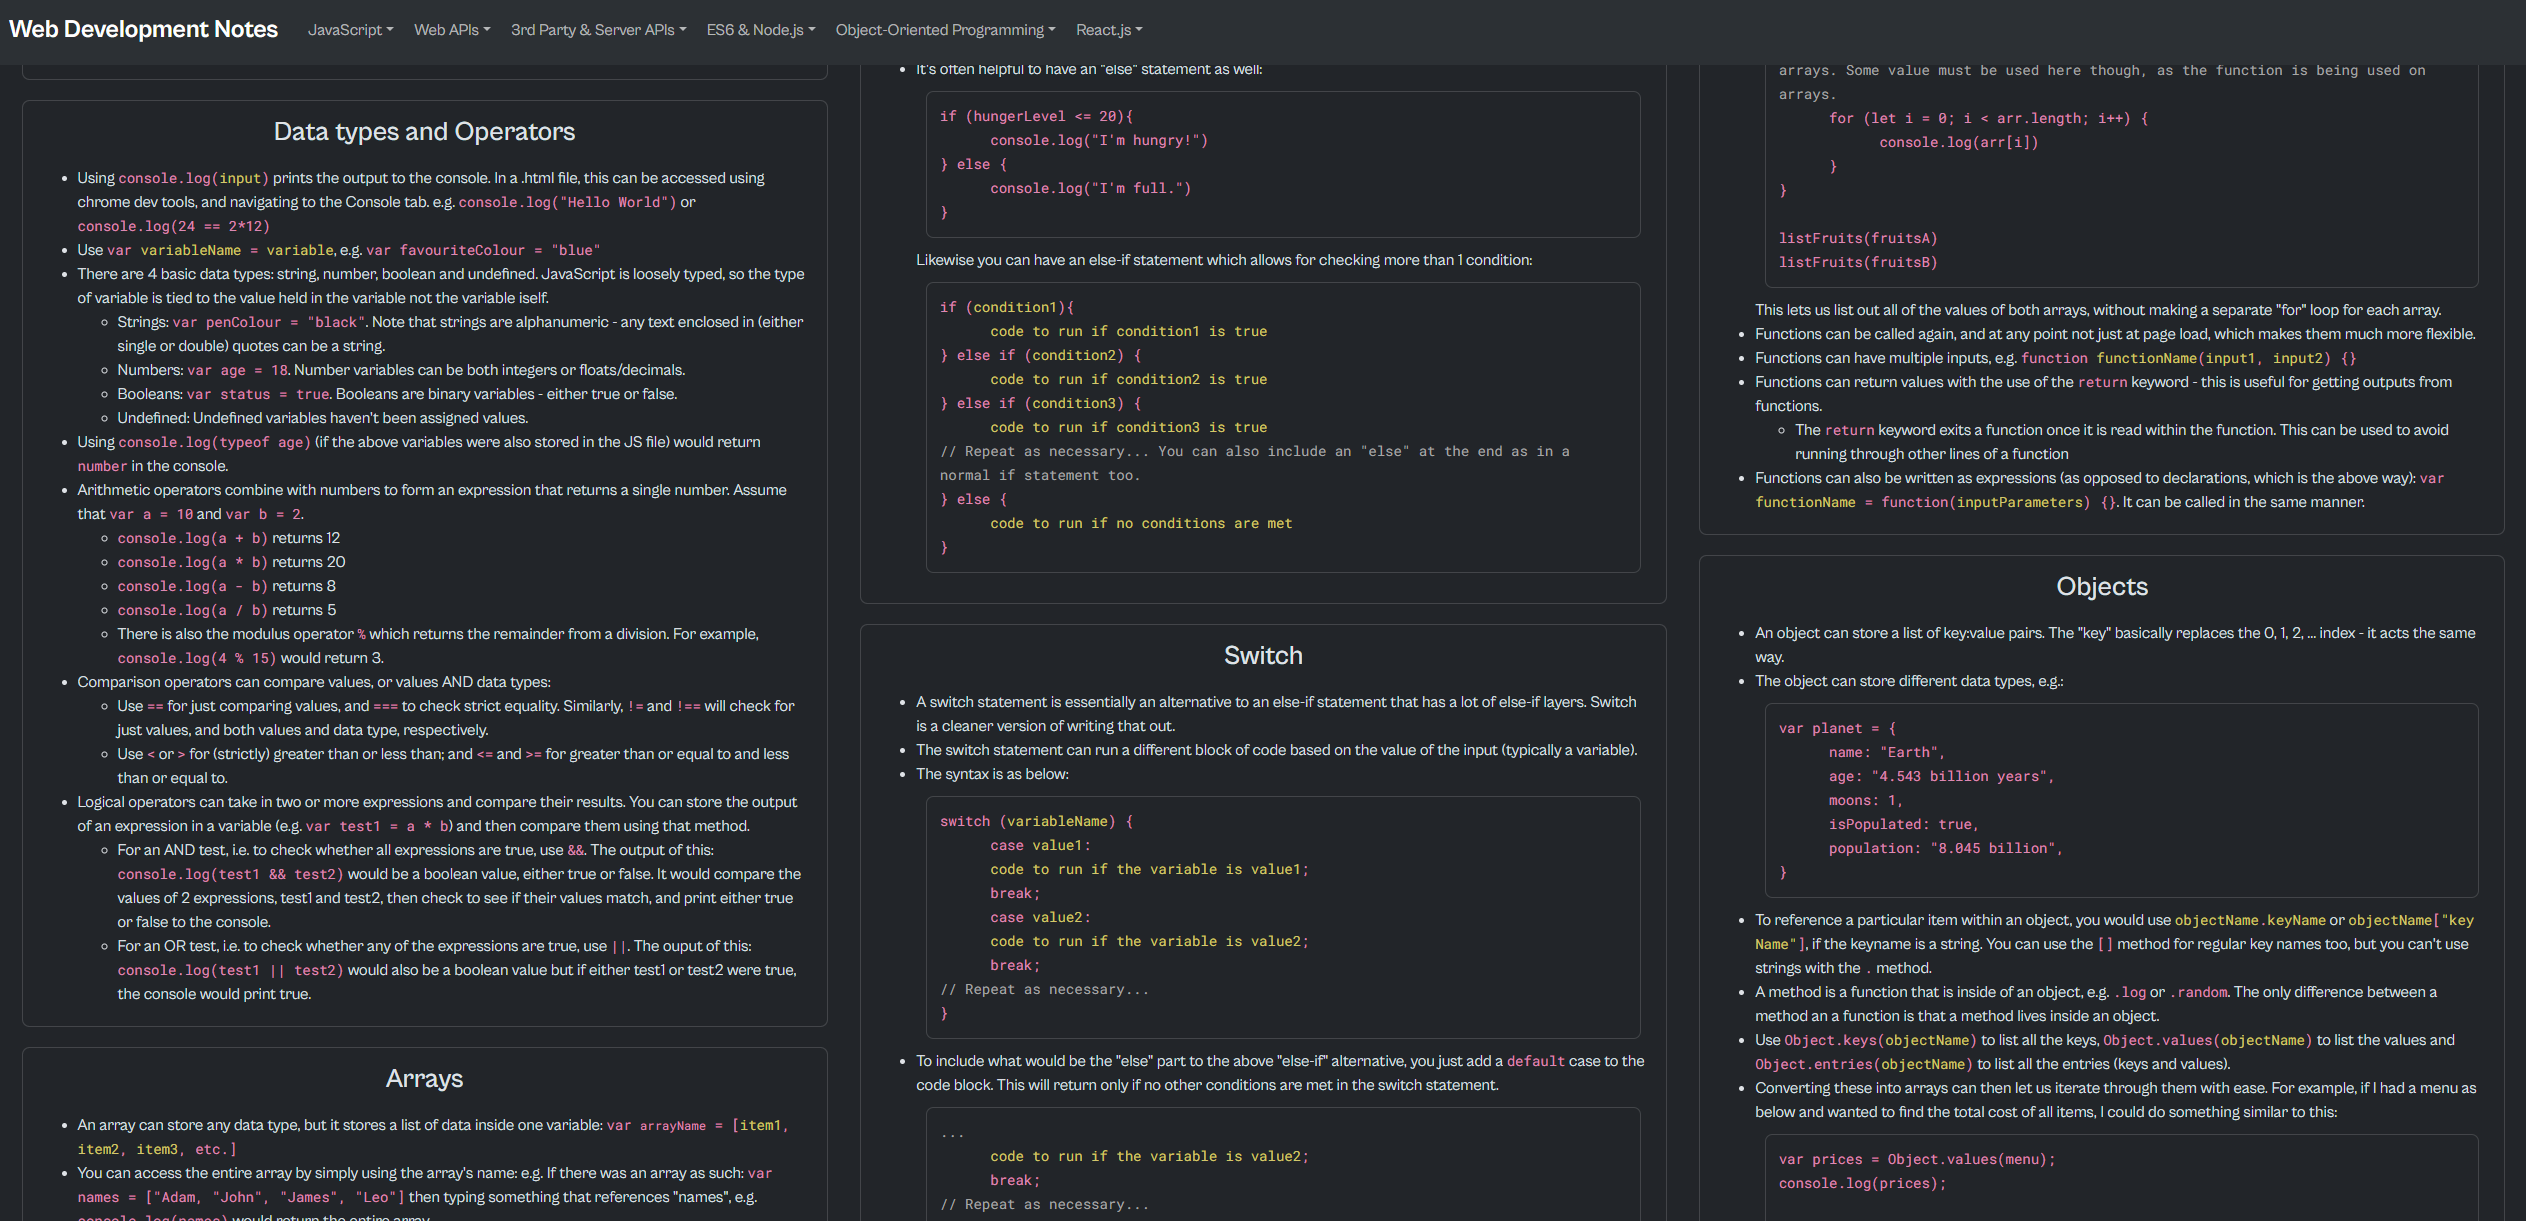 Web Development Notes
JavaScript
Web APIs
3rd Party & Server APIs
ES6 & Node.js
Object-Oriented Programming
React.js
Data types and Operators
Using console.log(input) prints the output to the console. In a .html file, this can be accessed using
chrome dev tools, and navigating to the Console tab. e.g. console.log("Hello World") or
console.log(24 == 2*12)
Use var variableName = variable, e.g. var favouriteColour = "blue"
There are 4 basic data types: string, number, boolean and undefined. JavaScript is loosely typed, so the type
of variable is tied to the value held in the variable not the variable iself.
Strings: var penColour = "black". Note that strings are alphanumeric - any text enclosed in (either
single or double) quotes can be a string.
Numbers: var age = 18. Number variables can be both integers or floats/decimals.
Booleans: var status = true. Booleans are binary variables - either true or false.
Undefined: Undefined variables haven't been assigned values.
Using console.log(typeof age) (if the above variables were also stored in the JS file) would return
number in the console.
Arithmetic operators combine with numbers to form an expression that returns a single number. Assume
that var a = 10 and var b = 2.
console.log(a + b) returns 12
console.log(a * b) returns 20
console.log(a - b) returns 8
console.log(a / b) returns 5
There is also the modulus operator % which returns the remainder from a division. For example,
console.log(4 % 15) would return 3.
Comparison operators can compare values, or values AND data types:
Use == for just comparing values, and === to check strict equality. Similarly, != and !== will check for
just values, and both values and data type, respectively.
Use < or > for (strictly) greater than or less than; and <= and >= for greater than or equal to and less
than or equal to.
Logical operators can take in two or more expressions and compare their results. You can store the output
of an expression in a variable (e.g. var test1 = a * b) and then compare them using that method.
For an AND test, i.e. to check whether all expressions are true, use &&. The output of this:
console.log(test1 && test2) would be a boolean value, either true or false. It would compare the
values of 2 expressions, test1 and test2, then check to see if their values match, and print either true
or false to the console.
For an OR test, i.e. to check whether any of the expressions are true, use ||. The ouput of this:
console.log(test1 || test2) would also be a boolean value but if either test1 or test2 were true,
the console would print true.
Arrays
An array can store any data type, but it stores a list of data inside one variable: var arrayName = [item1,
item2, item3, etc.]
You can access the entire array by simply using the array's name: e.g. If there was an array as such: var
names = ["Adam, "John", "James", "Leo"] then typing something that references "names", e.g.
console.log(names) would return the entire array.
It's often helpful to have an "else" statement as well:
if (hungerLevel <= 20){
console.log("I'm hungry!")
} else {
console.log("I'm full.")
}
Likewise you can have an else-if statement which allows for checking more than 1 condition:
if (condition1){
code to run if condition1 is true
} else if (condition2) {
code to run if condition2 is true
} else if (condition3) {
code to run if condition3 is true
// Repeat as necessary... You can also include an "else" at the end as in a
normal if statement too.
} else {
code to run if no conditions are met
}
Switch
A switch statement is essentially an alternative to an else-if statement that has a lot of else-if layers. Switch
is a cleaner version of writing that out.
The switch statement can run a different block of code based on the value of the input (typically a variable).
The syntax is as below:
switch (variableName) {
case value1:
code to run if the variable is value1;
break;
case value2:
code to run if the variable is value2;
break;
// Repeat as necessary...
}
To include what would be the "else" part to the above "else-if" alternative, you just add a default case to the
code block. This will return only if no other conditions are met in the switch statement.
...
code to run if the variable is value2;
break;
// Repeat as necessary...
arrays. Some value must be used here though, as the function is being used on
arrays.
for (let i = 0; i < arr.length; i++) {
console.log(arr[i])
}
}
listFruits(fruitsA)
listFruits(fruitsB)
This lets us list out all of the values of both arrays, without making a separate "for" loop for each array.
Functions can be called again, and at any point not just at page load, which makes them much more flexible.
Functions can have multiple inputs, e.g. function functionName(input1, input2) {}
Functions can return values with the use of the return keyword - this is useful for getting outputs from
functions.
The return keyword exits a function once it is read within the function. This can be used to avoid
running through other lines of a function
Functions can also be written as expressions (as opposed to declarations, which is the above way): var
functionName = function(inputParameters) {}. It can be called in the same manner.
Objects
An object can store a list of key:value pairs. The "key" basically replaces the 0, 1, 2, ... index - it acts the same
way.
The object can store different data types, e.g.:
var planet = {
name: "Earth",
age: "4.543 billion years",
moons: 1,
isPopulated: true,
population: "8.045 billion",
}
To reference a particular item within an object, you would use objectName.keyName or objectName["key
Name"], if the keyname is a string. You can use the [] method for regular key names too, but you can't use
strings with the . method.
A method is a function that is inside of an object, e.g. .log or .random. The only difference between a
method an a function is that a method lives inside an object.
Use Object.keys(objectName) to list all the keys, Object.values(objectName) to list the values and
Object.entries(objectName) to list all the entries (keys and values).
Converting these into arrays can then let us iterate through them with ease. For example, if I had a menu as
below and wanted to find the total cost of all items, I could do something similar to this:
var prices = Object.values(menu);
console.log(prices);